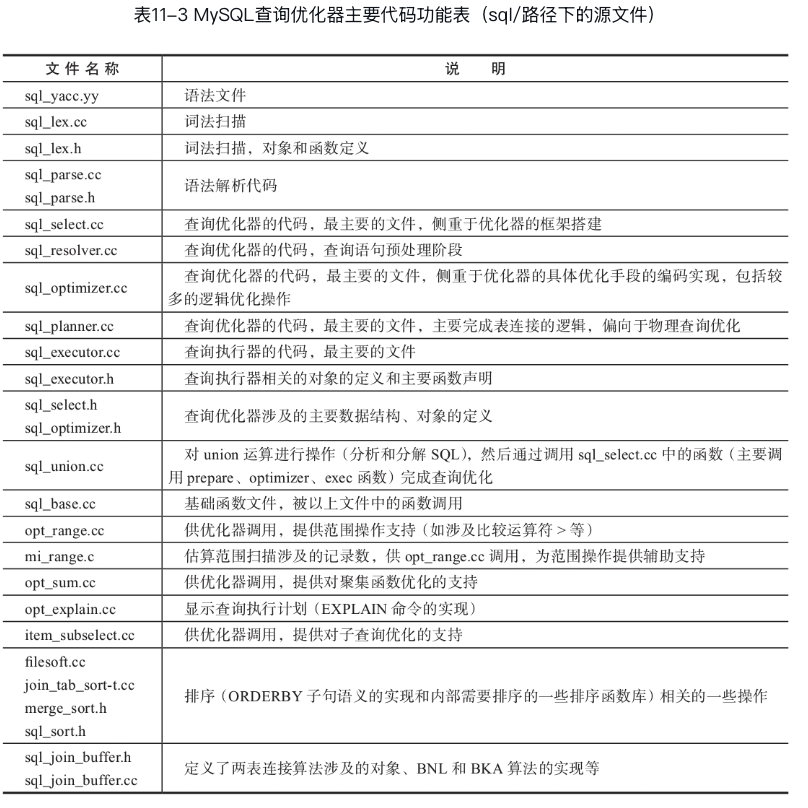 表11–3 MySQL查询优化器主要代码功能表（sql/路径下的源文件）
文 件 名 称 说 明
sql_yacc.yy 语法文件
sql_lex.cc 词法扫描
sql_lex.h 词法扫描，对象和函数定义
sql_parse.cc
sql_parse.h
语法解析代码
sql_select.cc 查询优化器的代码，最主要的文件，侧重于优化器的框架搭建
sql_resolver.cc 查询优化器的代码，查询语句预处理阶段
sql_optimizer.cc
查询优化器的代码，最主要的文件，侧重于优化器的具体优化手段的编码实现，包括较
多的逻辑优化操作
sql_planner.cc 查询优化器的代码，最主要的文件，主要完成表连接的逻辑，偏向于物理查询优化
sql_executor.cc 查询执行器的代码，最主要的文件
sql_executor.h 查询执行器相关的对象的定义和主要函数声明
sql_select.h
sql_optimizer.h
查询优化器涉及的主要数据结构、对象的定义
sql_union.cc
对 union 运算进行操作（分析和分解 SQL），然后通过调用 sql_select.cc 中的函数（主要调
用 prepare、optimizer、exec 函数）完成查询优化
sql_base.cc 基础函数文件，被以上文件中的函数调用
opt_range.cc 供优化器调用，提供范围操作支持（如涉及比较运算符 > 等）
mi_range.c 估算范围扫描涉及的记录数，供 opt_range.cc 调用，为范围操作提供辅助支持
opt_sum.cc 供优化器调用，提供对聚集函数优化的支持
opt_explain.cc 显示查询执行计划（EXPLAIN 命令的实现）
item_subselect.cc 供优化器调用，提供对子查询优化的支持
filesoft.cc
join_tab_sort-t.cc
merge_sort.h
sql_sort.h
排序（ORDERBY 子句语义的实现和内部需要排序的一些排序函数库）相关的一些操作
sql_join_buffer.h
sql_join_buffer.cc
定义了两表连接算法涉及的对象、BNL 和 BKA 算法的实现等